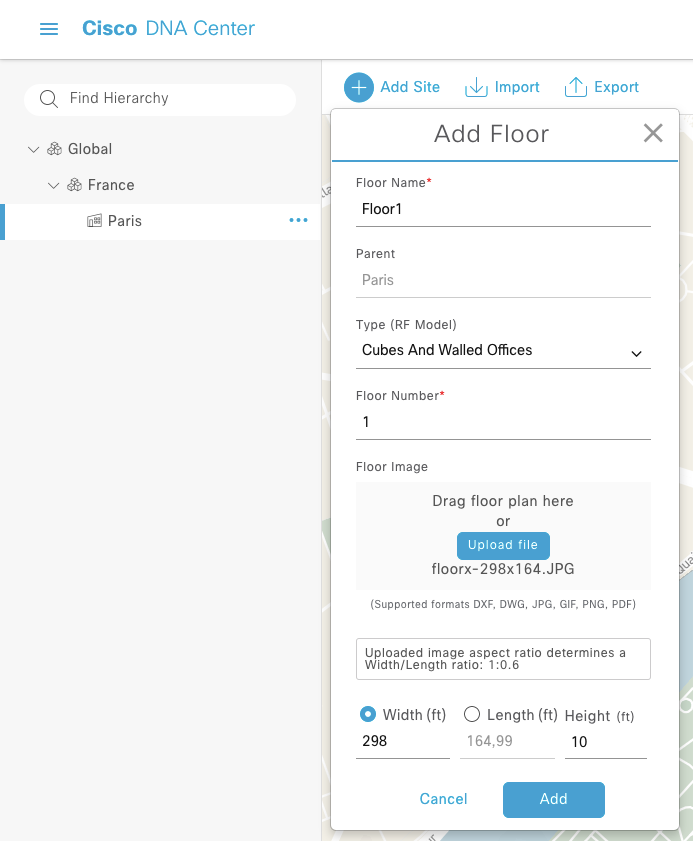 Cisco DNA Center
Find Hierarchy
Global
France
Paris
Add Site
Import
Export
Add Floor
Floor Name*
Floor1
Parent
Paris
Type (RF Model)
Cubes And Walled Offices
Floor Number*
1
Floor Image
Drag floor plan here
or
Upload file
floorx-298x164.JPG
(Supported formats DXF, DWG, JPG, GIF, PNG, PDF)
Uploaded image aspect ratio determines a
Width/Length ratio: 1:0.6
Width (ft) Length (ft) Height (ft)
298 164,99 10
Cancel Add